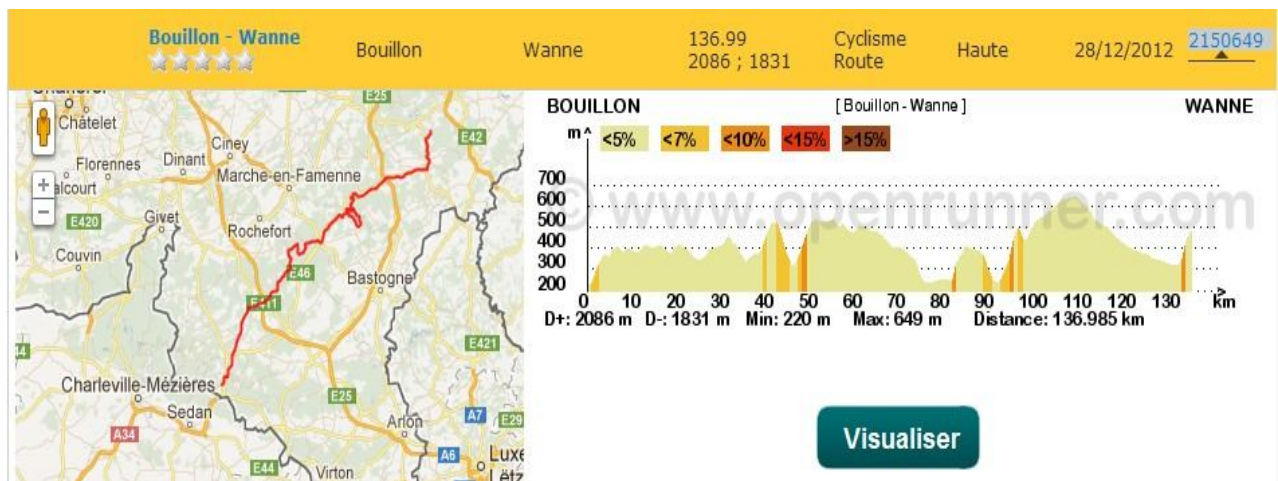 Bouillon - Wanne
Bouillon
Wanne
136.99
2086 ; 1831
Cyclisme
Route
Haute
28/12/2012
2150649
Châtelet
Florennes
Dinant
Ciney
Marche-en-Famenne
alcourt
E25
E42
E420
Givet
Rochefort
Couvin
E46
Bastogne
E411
E421
Charleville-Mézières
Sedan
E25
Arlon
A7
E29
A34
A6
Luxe
E44
Virton
Lëtz
BOUILLON
[ Bouillon - Wanne ]
WANNE
m
<5% <7% <10% <15% >15%
© www.openrunner.com
700
600
500
400
300
200
0 10 20 30 40 50 60 70 80 90 100 110 120 130 km
D+: 2086 m D-: 1831 m Min: 220 m Max: 649 m Distance: 136.985 km
Visualiser